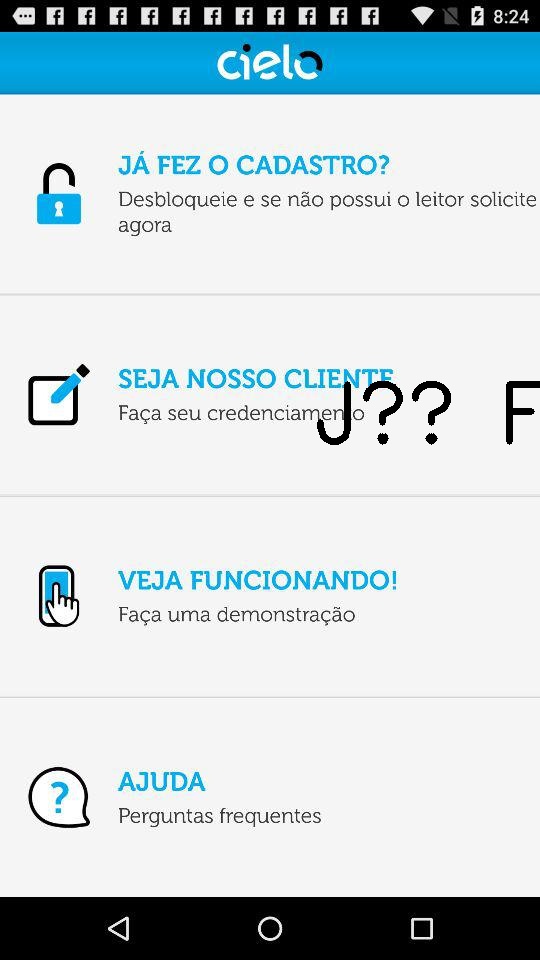 8:24
cielo
JÁ FEZ O CADASTRO?
Desbloqueie e se não possui o leitor solicite
agora
SEJA NOSSO CLIENTE
Faça seu credenciamento
J?? F
VEJA FUNCIONANDO!
Faça uma demonstração
?
AJUDA
Perguntas frequentes